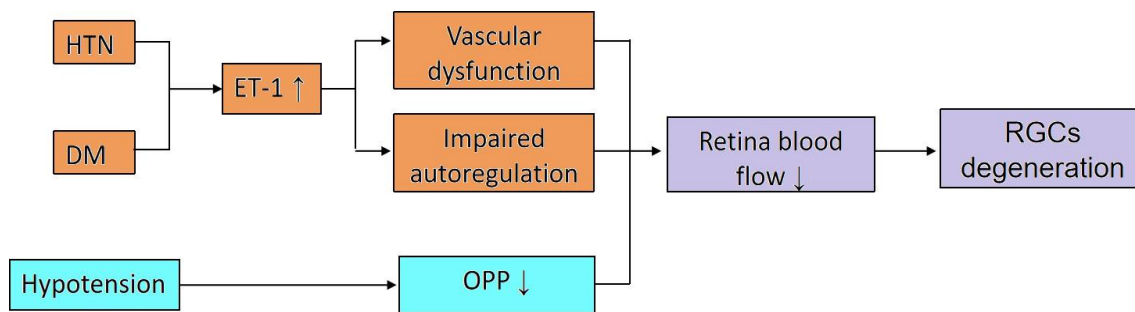 HTN
DM
ET-1 ↑
Vascular
dysfunction
Impaired
autoregulation
Retina blood
flow ↓
RGCs
degeneration
Hypotension
OPP ↓